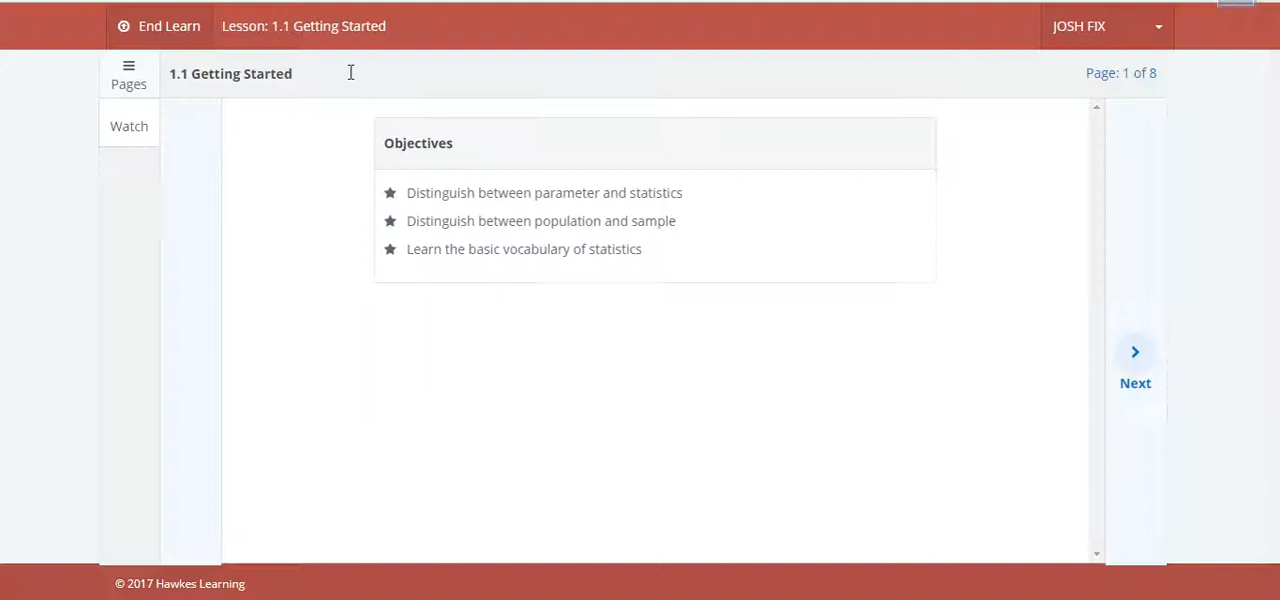 End Learn
Lesson: 1.1 Getting Started
JOSH FIX
Pages
1.1 Getting Started
Page: 1 of 8
Watch
Objectives
★ Distinguish between parameter and statistics
★ Distinguish between population and sample
★ Learn the basic vocabulary of statistics
Next
© 2017 Hawkes Learning